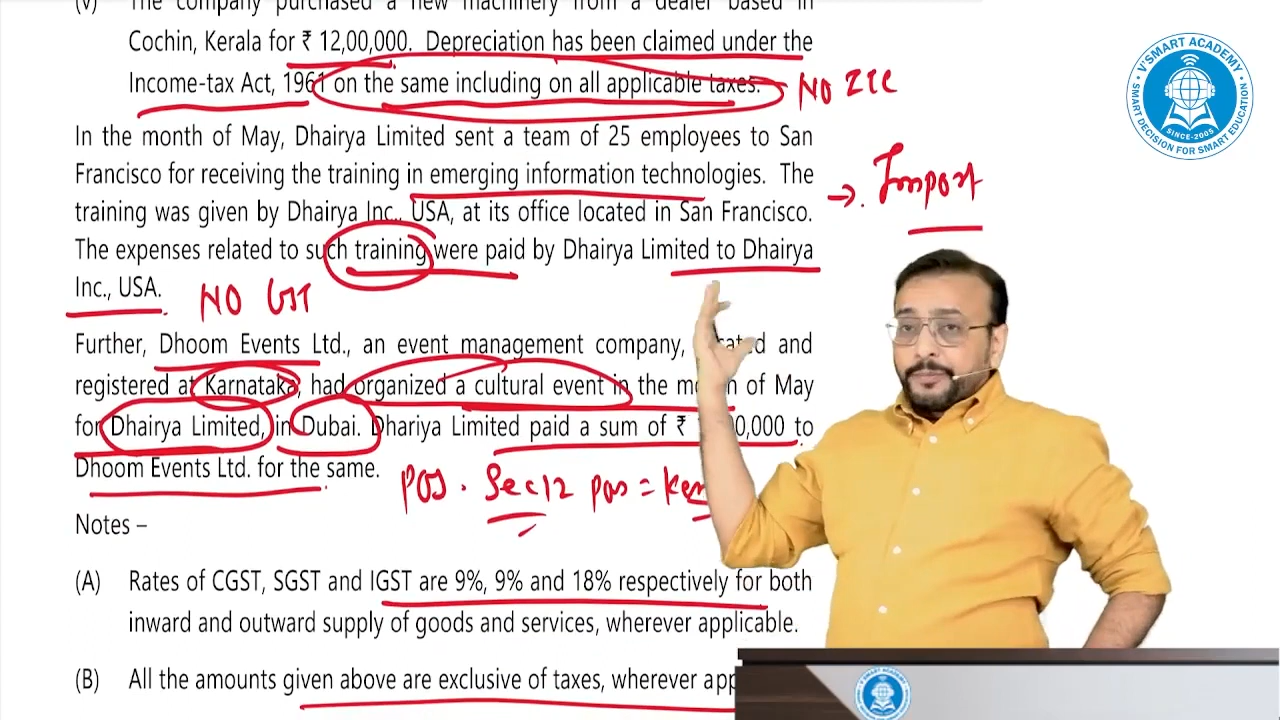 (v) The company purchased a new machinery from a dealer based in
Cochin, Kerala for ₹ 12,00,000. Depreciation has been claimed under the
Income-tax Act, 1961 on the same including on all applicable taxes.
NO ITC
In the month of May, Dhairya Limited sent a team of 25 employees to San
Francisco for receiving the training in emerging information technologies. The
training was given by Dhairya Inc., USA, at its office located in San Francisco.
The expenses related to such training were paid by Dhairya Limited to Dhairya
Inc., USA.
→ Import
NO GST
Further, Dhoom Events Ltd., an event management company, located and
registered at Karnataka, had organized a cultural event in the month of May
for Dhairya Limited, in Dubai. Dhariya Limited paid a sum of ₹ 00,000 to
Dhoom Events Ltd. for the same.
POS. Sec 12 pos =
Notes –
(A) Rates of CGST, SGST and IGST are 9%, 9% and 18% respectively for both
inward and outward supply of goods and services, wherever applicable.
(B) All the amounts given above are exclusive of taxes, wherever
V'SMART ACADEMY
SINCE-2005
SMART DECISION FOR SMART EDUCATION